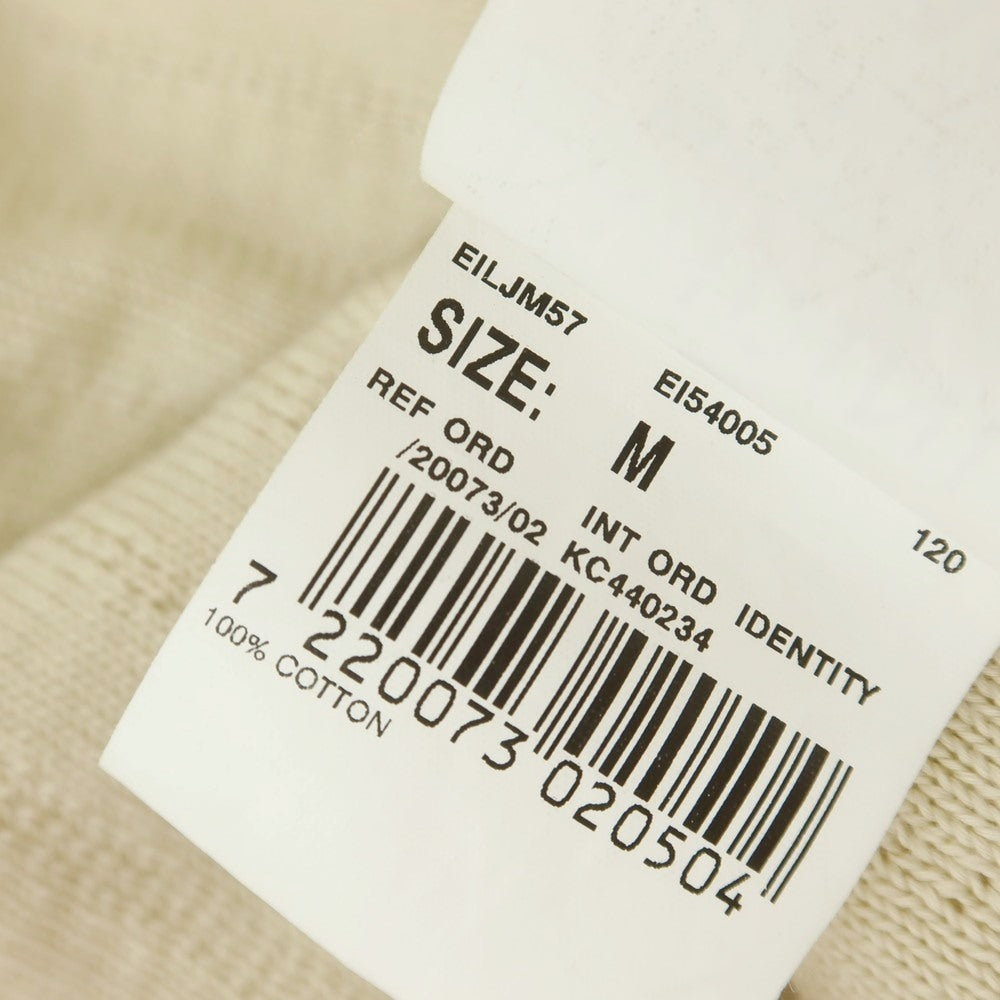 EILJM57 EI54005 120
SIZE: M
REF ORD INT ORD IDENTITY
/20073/02 KC440234
7 220073 020504
100% COTTON